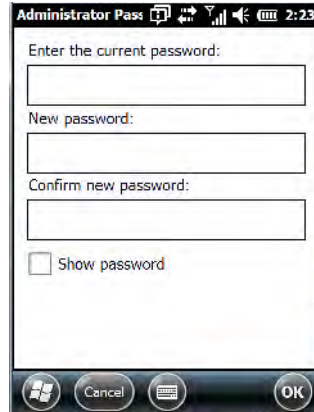 Administrator Pass 2:23
Enter the current password:
New password:
Confirm new password:
Show password
Cancel OK